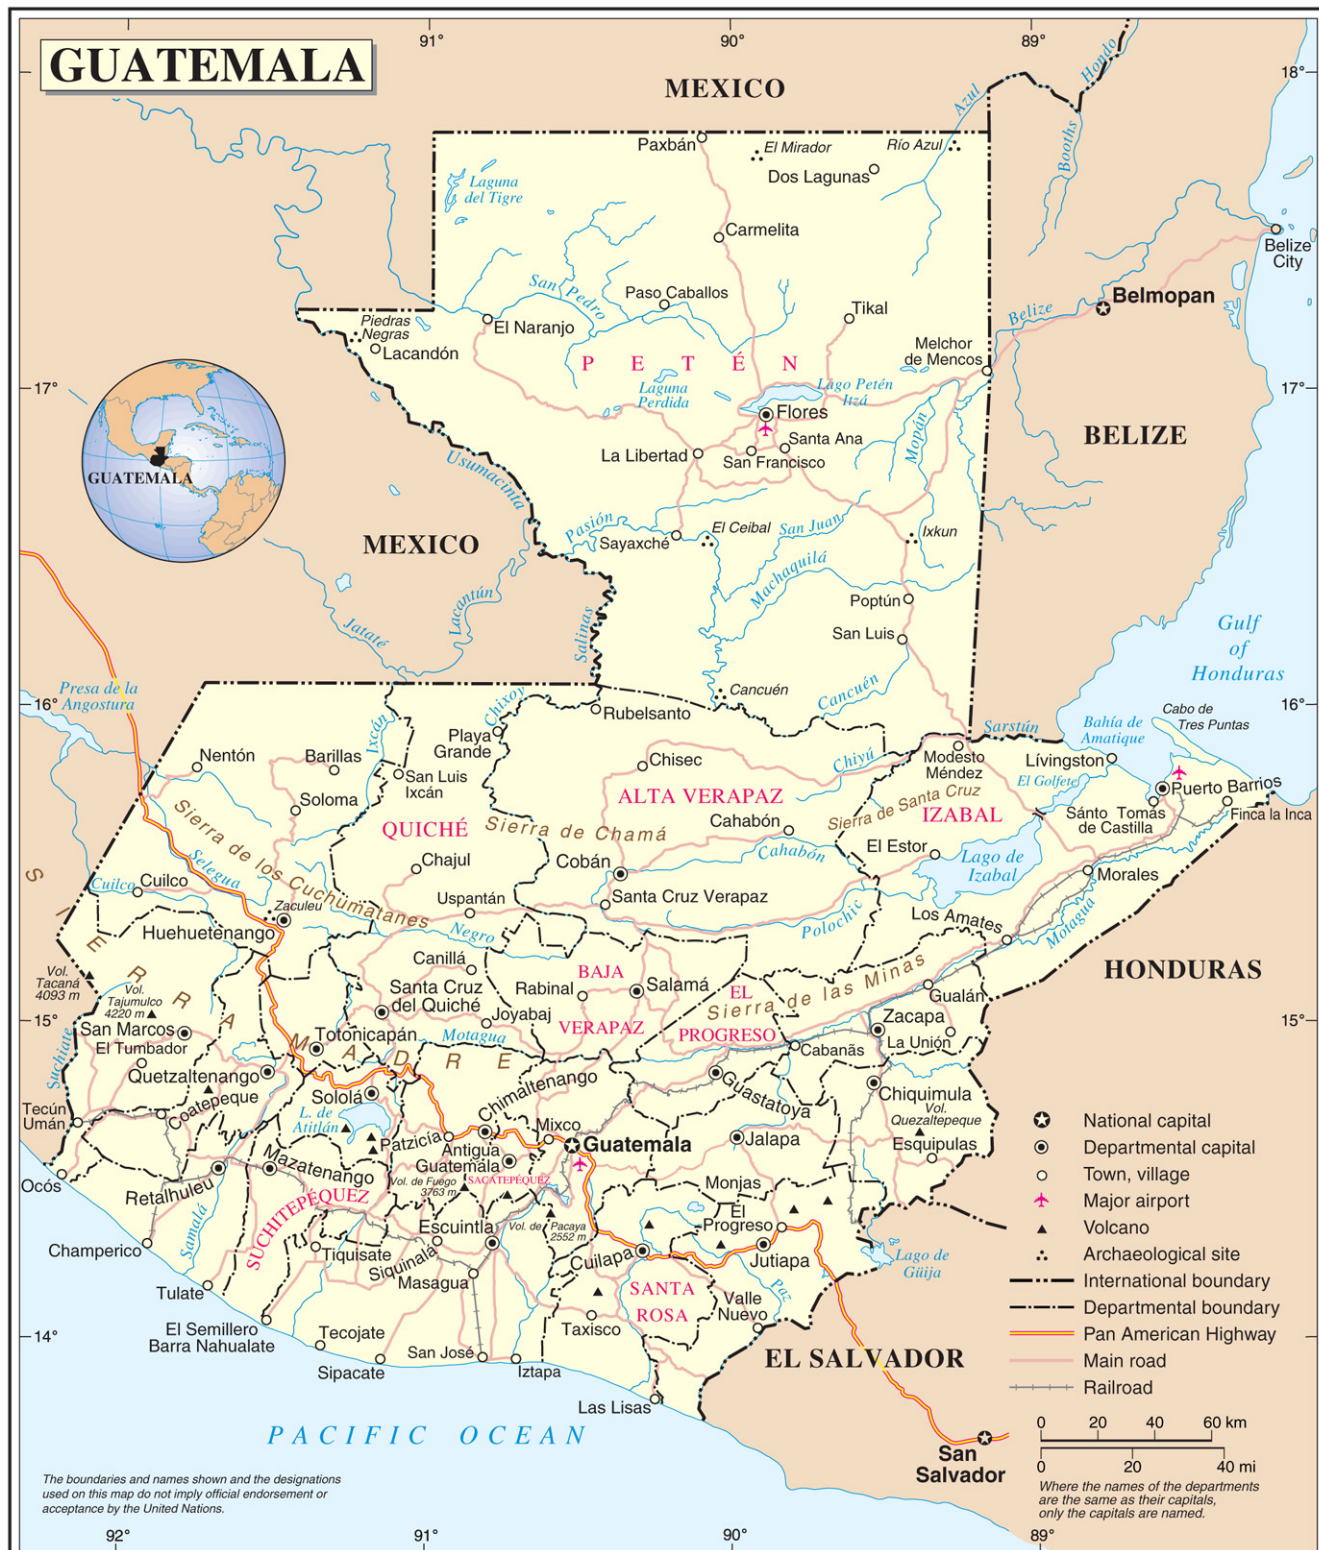 GUATEMALA
91°
90°
89°
18°
MEXICO
Hondo
Azul
Booths
Paxbán
El Mirador
Río Azul
Dos Lagunas
Laguna
del Tigre
Carmelita
Belize
City
San Pedro
Paso Caballos
Tikal
Belmopan
Belize
Piedras
Negras
El Naranjo
Lacandón
Melchor
de Mencos
PETÉN
17°
17°
Laguna
Perdida
Lago Petén
Itzá
Flores
GUATEMALA
BELIZE
Santa Ana
La Libertad
San Francisco
Mopán
Usumacinta
MEXICO
Pasión
El Ceibal
San Juan
Ixkun
Sayaxché
Machaquilá
Lacantún
Jataté
Salinas
Poptún
San Luis
Gulf
of
Honduras
Presa de la
Angostura
16°
16°
Cancuén
Cancuén
Chixoy
Rubelsanto
Ixcán
Playa
Grande
Sarstún
Bahía de
Amatique
Cabo de
Tres Puntas
Nentón
Barillas
San Luis
Ixcán
Chisec
Chiyú
Modesto
Méndez
Lívingston
El Golfete
Puerto Barrios
Soloma
ALTA VERAPAZ
Sierra de Santa Cruz
IZABAL
Sánto Tomas
de Castilla
Finca la Inca
Sierra de los Cuchumatanes
QUICHÉ
Sierra de Chamá
Cahabón
Cahabón
El Estor
Lago de
Izabal
Selegua
Chajul
Cobán
Morales
Cuilco
Cuilco
Zaculeu
Uspantán
Santa Cruz Verapaz
Polochic
Los Amates
Motagua
Huehuetenango
Negro
SIERRA MADRE
Canillá
BAJA
VERAPAZ
Sierra de las Minas
HONDURAS
Vol.
Tacaná
4093 m
Vol.
Tajumulco
4220 m
Santa Cruz
del Quiché
Rabinal
Salamá
EL
PROGRESO
Gualán
15°
15°
San Marcos
Joyabaj
Zacapa
El Tumbador
Totonicapán
Motagua
Cabanãs
La Unión
Suchiate
Quetzaltenango
Chimaltenango
Guastatoya
Chiquimula
Vol.
Quezaltepeque
Tecún
Umán
Coatepeque
Sololá
L. de
Atitlán
Patzicía
Mixco
Guatemala
Jalapa
Esquipulas
Antigua
Guatemala
Ocós
Mazatenango
Retalhuleu
Vol. de Fuego
3763 m
SACATEPÉQUEZ
Monjas
SUCHITEPÉQUEZ
Escuintla
Vol. de Pacaya
2552 m
El
Progreso
Champerico
Samalá
Tiquisate
Siquinalá
Cuilapa
Jutiapa
Lago de
Güija
Masagua
Tulate
SANTA
ROSA
Valle
Nuevo
Paz
El Semillero
Barra Nahualate
Taxisco
14°
Tecojate
San José
EL SALVADOR
Sipacate
Iztapa
Las Lisas
PACIFIC OCEAN
San
Salvador
National capital
Departmental capital
Town, village
Major airport
Volcano
Archaeological site
International boundary
Departmental boundary
Pan American Highway
Main road
Railroad
0 20 40 60 km
0 20 40 mi
The boundaries and names shown and the designations
used on this map do not imply official endorsement or
acceptance by the United Nations.
Where the names of the departments
are the same as their capitals,
only the capitals are named.
92°
91°
90°
89°